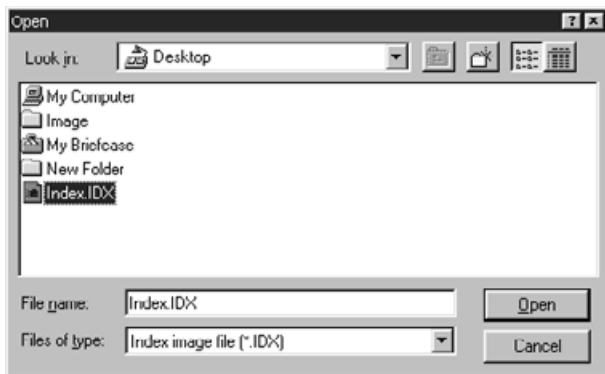 Open
Look in: Desktop
My Computer
Image
My Briefcase
New Folder
Index.IDX
File name: Index.IDX Open
Files of type: Index image file (*.IDX) Cancel